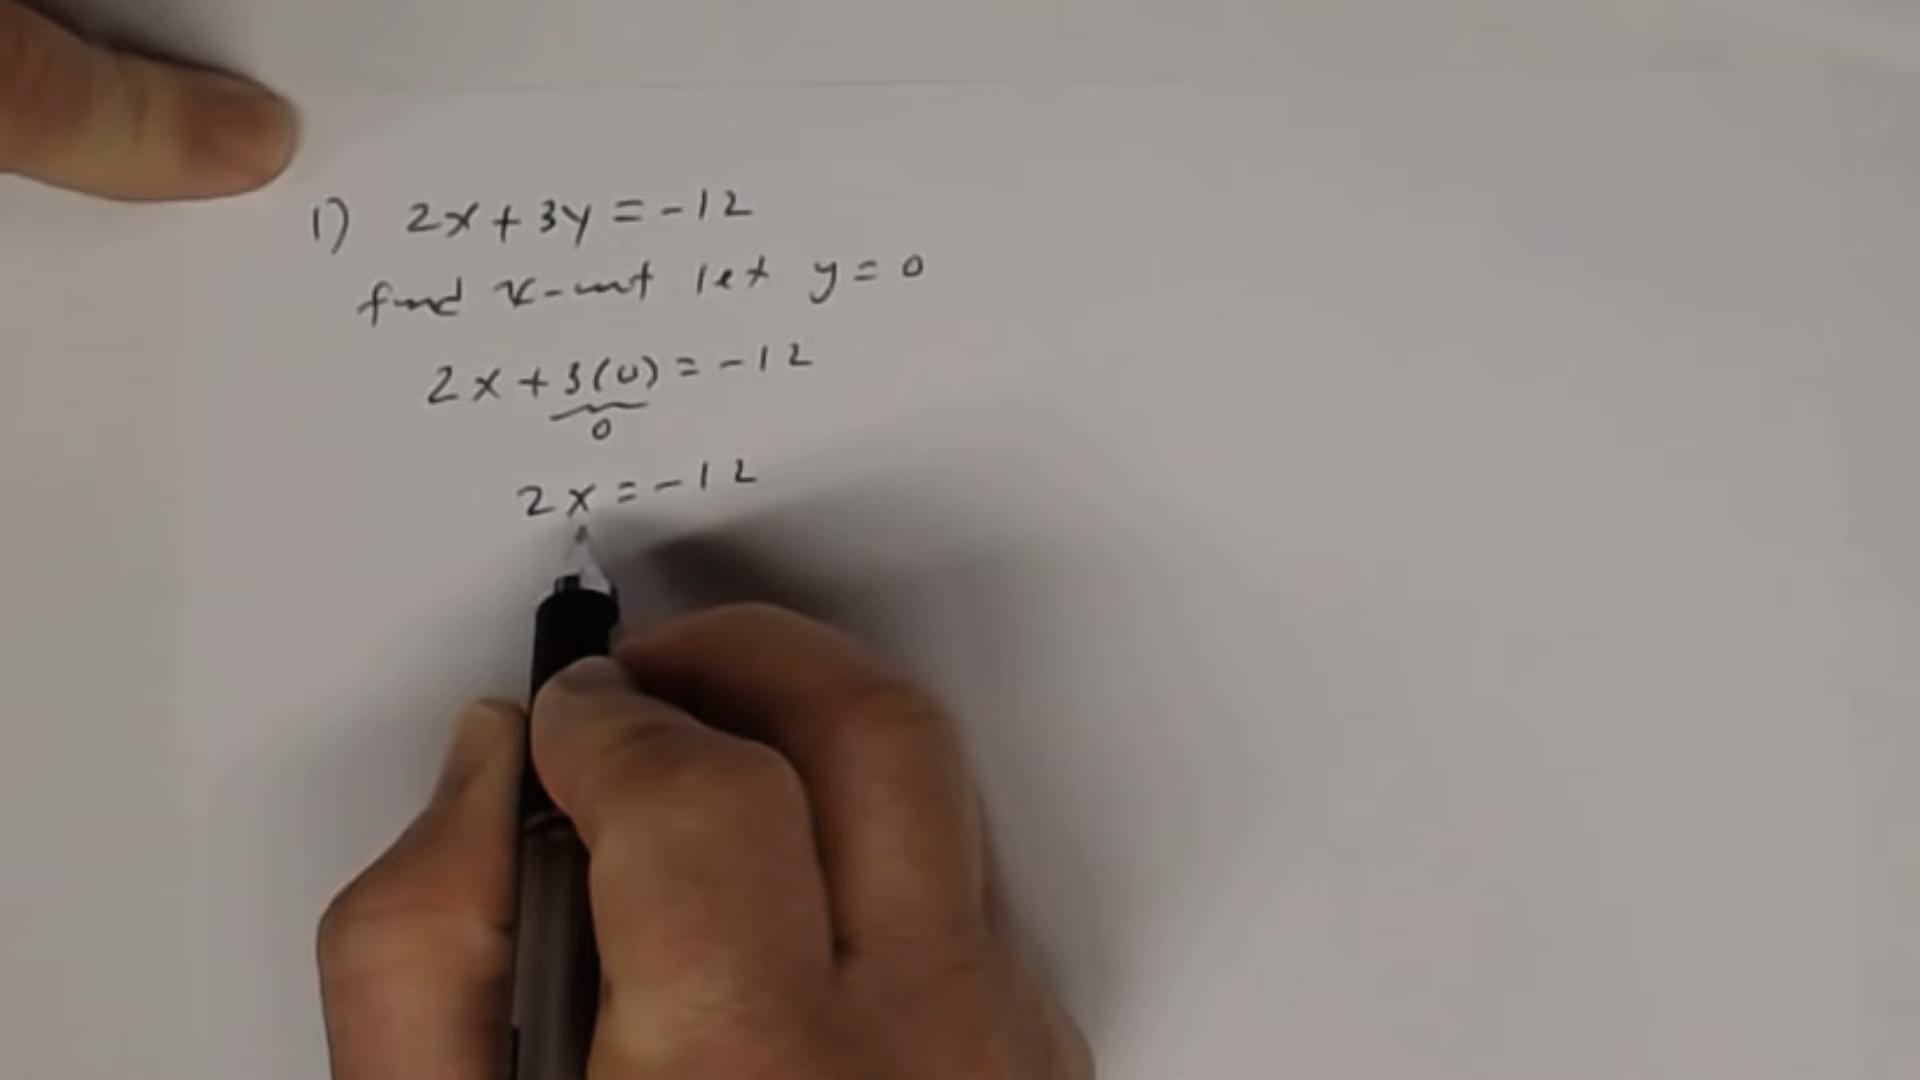 1) 2x + 3y = -12
find x-int let y = 0
2x + 3(0) = -12
0
2x = -12